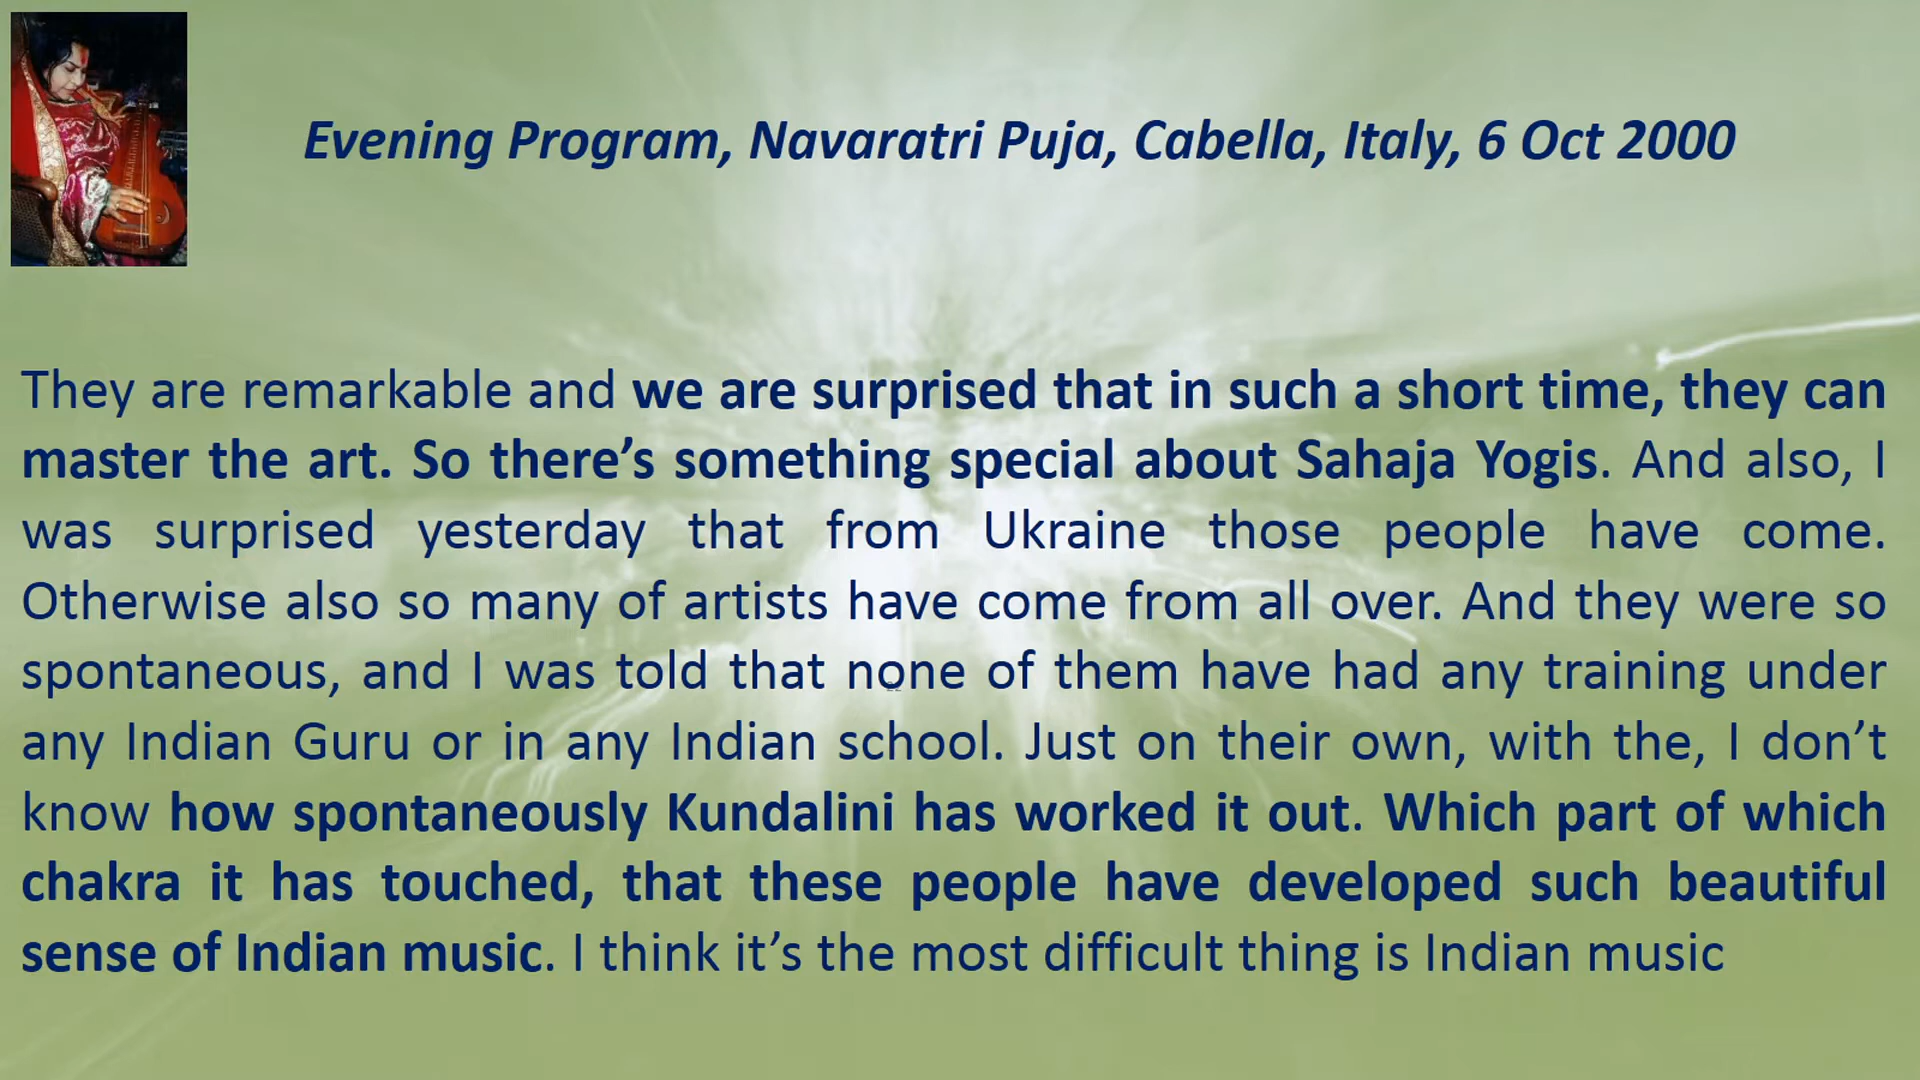 Evening Program, Navaratri Puja, Cabella, Italy, 6 Oct 2000
They are remarkable and we are surprised that in such a short time, they can
master the art. So there’s something special about Sahaja Yogis. And also, I
was surprised yesterday that from Ukraine those people have come.
Otherwise also so many of artists have come from all over. And they were so
spontaneous, and I was told that none of them have had any training under
any Indian Guru or in any Indian school. Just on their own, with the, I don’t
know how spontaneously Kundalini has worked it out. Which part of which
chakra it has touched, that these people have developed such beautiful
sense of Indian music. I think it’s the most difficult thing is Indian music